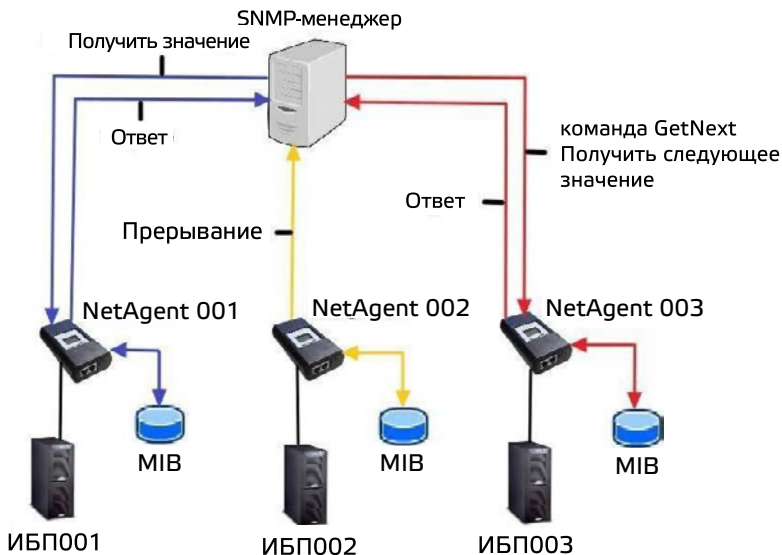 SNMP-менеджер
Получить значение
Ответ
Прерывание
Ответ
команда GetNext
Получить следующее
значение
NetAgent 001
NetAgent 002
NetAgent 003
MIB
MIB
MIB
ИБП001
ИБП002
ИБП003